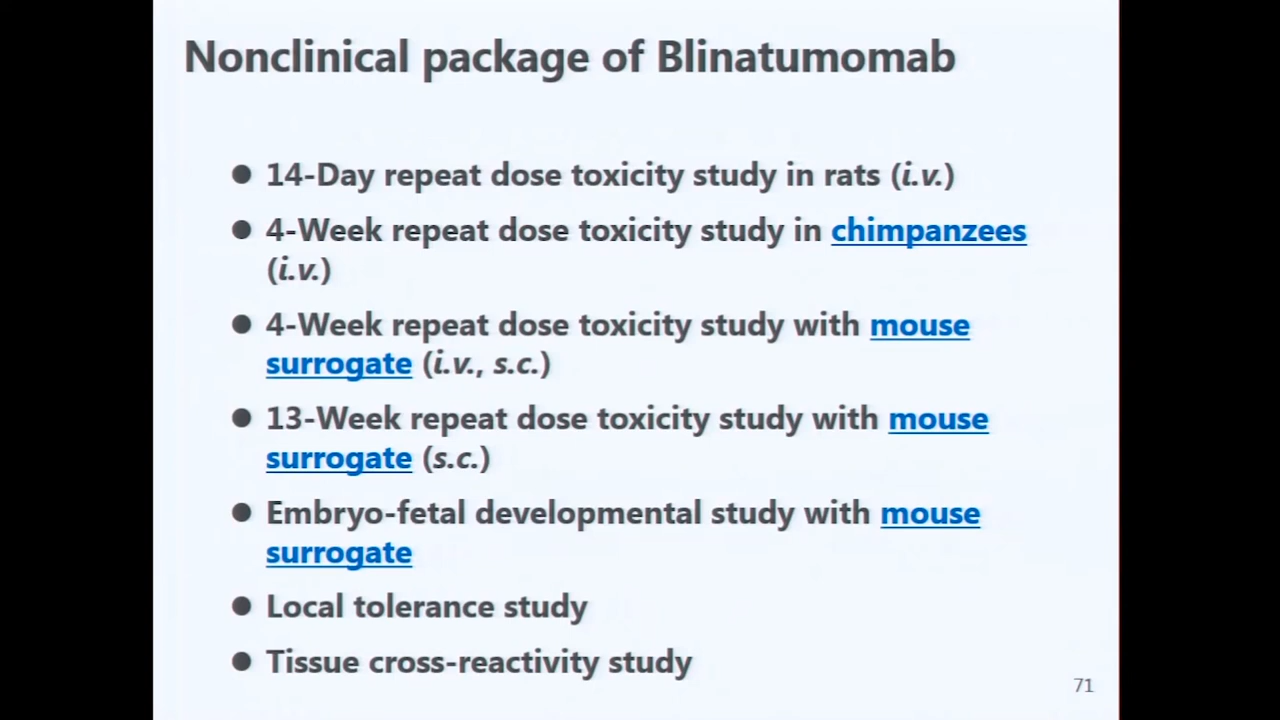 Nonclinical package of Blinatumomab
● 14-Day repeat dose toxicity study in rats (i.v.)
● 4-Week repeat dose toxicity study in chimpanzees
(i.v.)
● 4-Week repeat dose toxicity study with mouse
surrogate (i.v., s.c.)
● 13-Week repeat dose toxicity study with mouse
surrogate (s.c.)
● Embryo-fetal developmental study with mouse
surrogate
● Local tolerance study
● Tissue cross-reactivity study
71